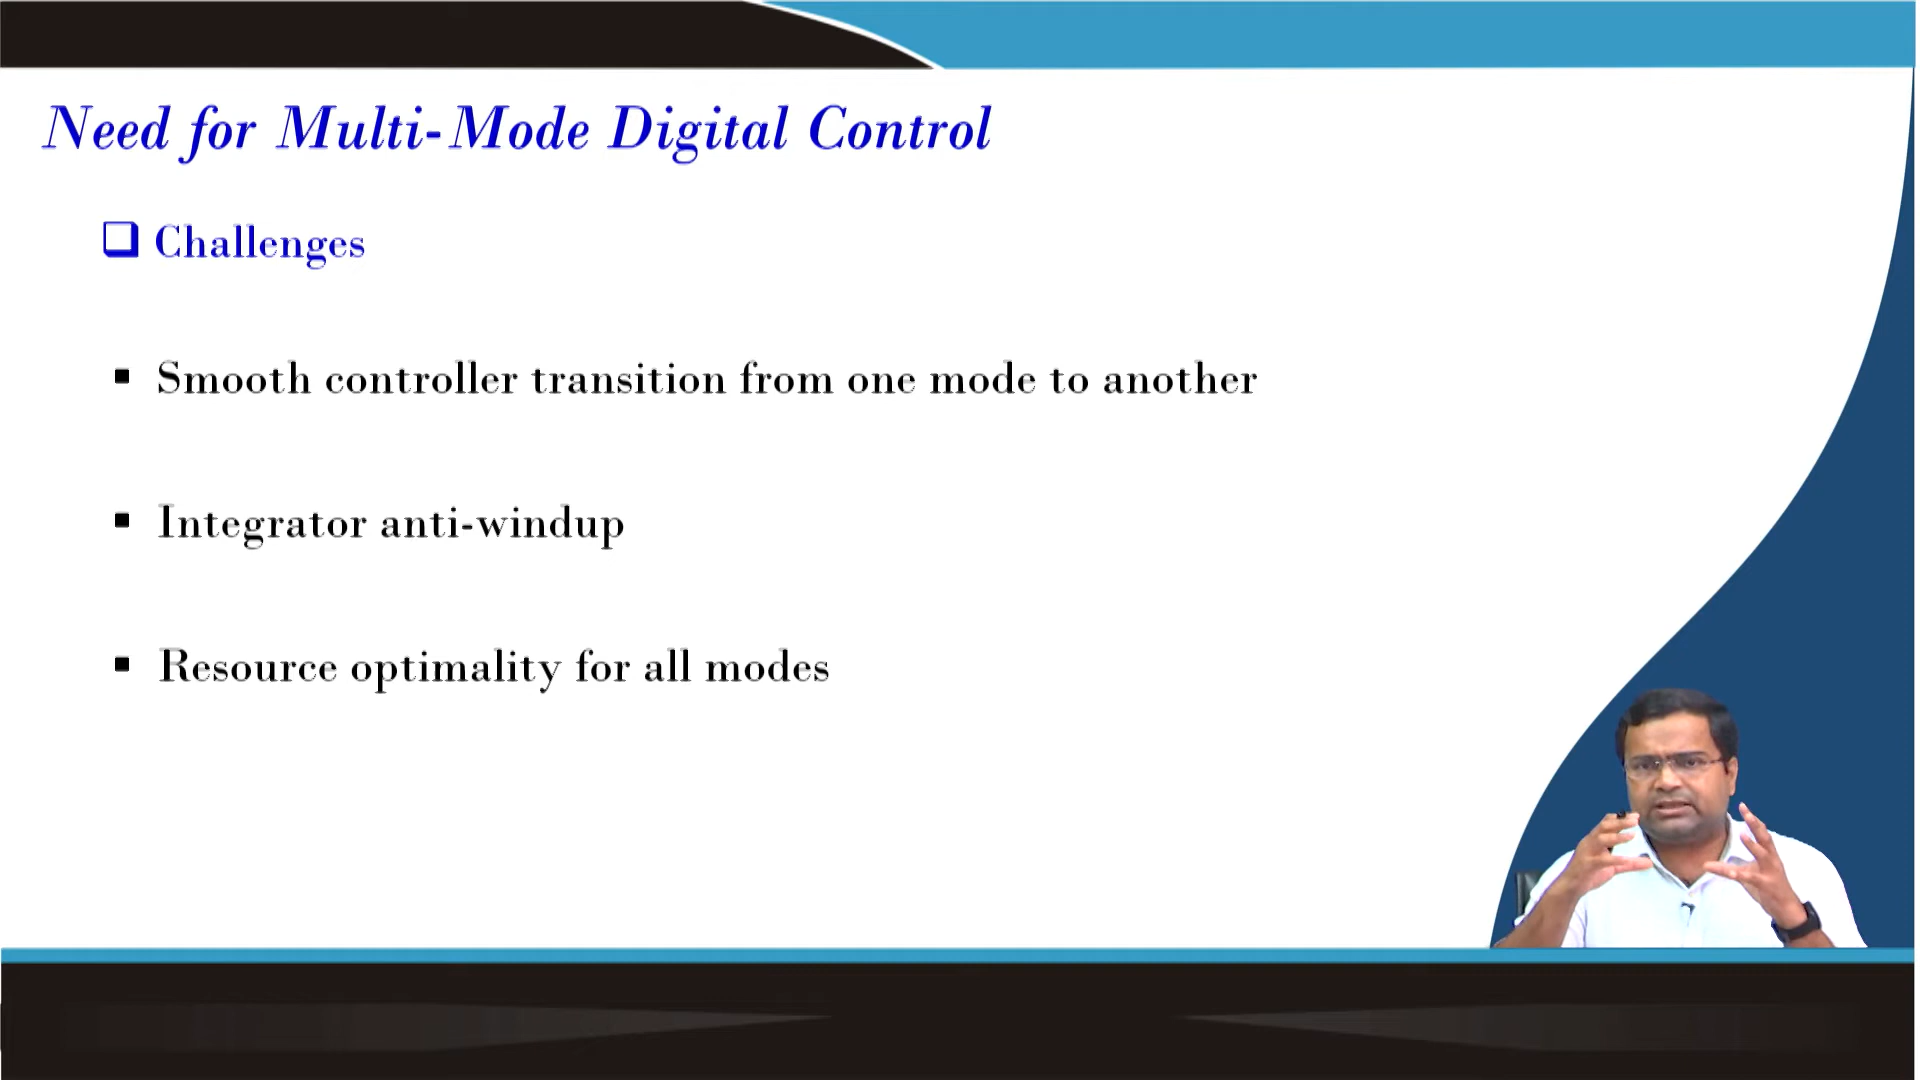 Need for Multi-Mode Digital Control
Challenges
Smooth controller transition from one mode to another
Integrator anti-windup
Resource optimality for all modes